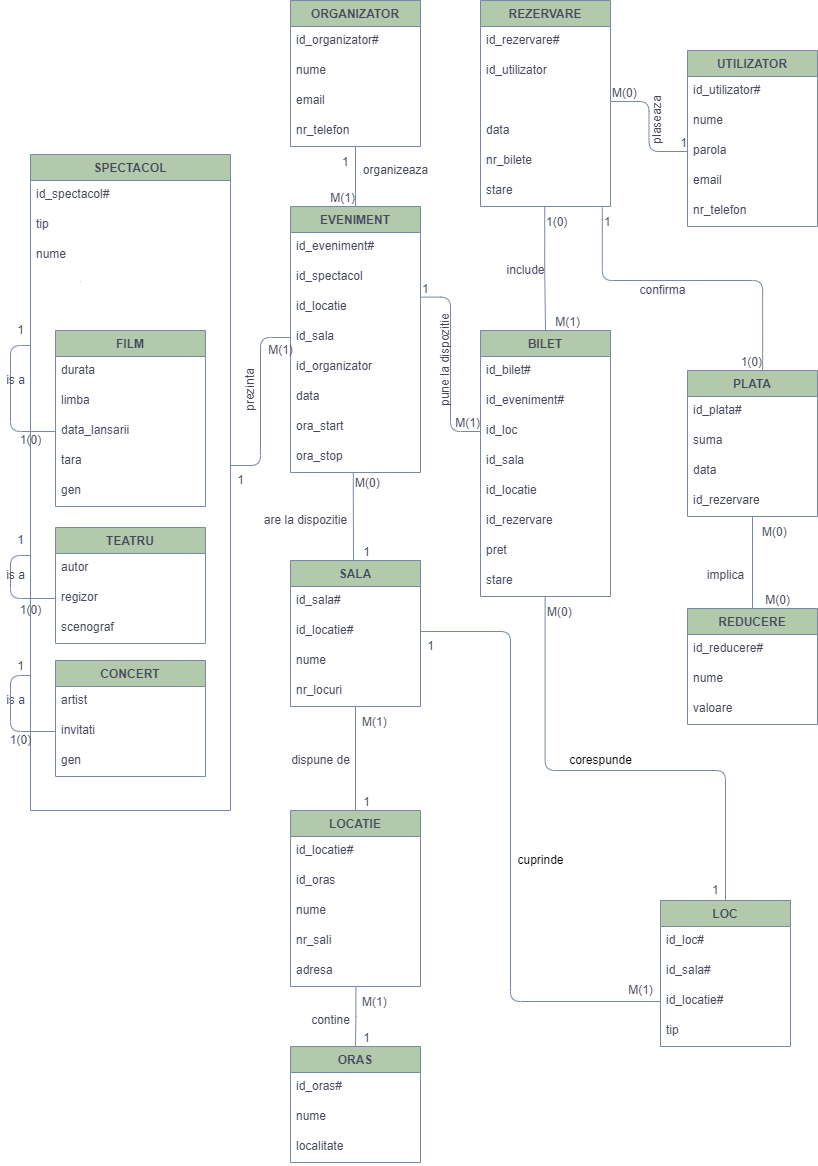 ORGANIZATOR
id_organizator#
nume
email
nr_telefon
REZERVARE
id_rezervare#
id_utilizator
data
nr_bilete
stare
UTILIZATOR
id_utilizator#
nume
parola
email
nr_telefon
M(0)
plaseaza
1
1
organizeaza
M(1)
SPECTACOL
id_spectacol#
tip
nume
1
is a
1(0)
FILM
durata
limba
data_lansarii
tara
gen
1
is a
1(0)
TEATRU
autor
regizor
scenograf
1
is a
1(0)
CONCERT
artist
invitati
gen
EVENIMENT
id_eveniment#
id_spectacol
id_locatie
id_sala
id_organizator
data
ora_start
ora_stop
M(1)
prezinta
1
1
pune la dispozitie
M(1)
1(0)
include
M(1)
1
confirma
1(0)
BILET
id_bilet#
id_eveniment#
id_loc
id_sala
id_locatie
id_rezervare
pret
stare
PLATA
id_plata#
suma
data
id_rezervare
M(0)
implica
M(0)
REDUCERE
id_reducere#
nume
valoare
M(0)
are la dispozitie
1
SALA
id_sala#
id_locatie#
nume
nr_locuri
M(1)
dispune de
1
1
cuprinde
M(1)
M(0)
corespunde
1
LOCATIE
id_locatie#
id_oras
nume
nr_sali
adresa
M(1)
contine
1
LOC
id_loc#
id_sala#
id_locatie#
tip
ORAS
id_oras#
nume
localitate